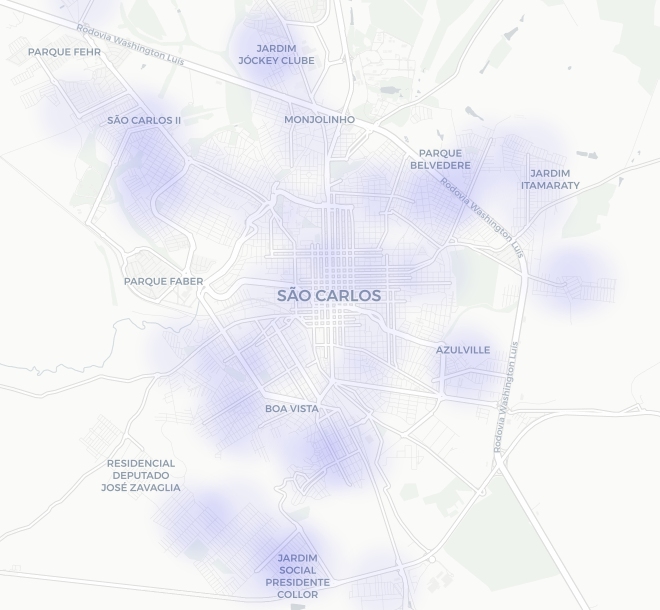 Rodovia Washington Luís
PARQUE FEHR
JARDIM
JÓCKEY CLUBE
SÃO CARLOS II
MONJOLINHO
PARQUE
BELVEDERE
JARDIM
ITAMARATY
Rodovia Washington Luís
PARQUE FABER
SÃO CARLOS
AZULVILLE
Rodovia Washington Luís
BOA VISTA
RESIDENCIAL
DEPUTADO
JOSÉ ZAVAGLIA
JARDIM
SOCIAL
PRESIDENTE
COLLOR